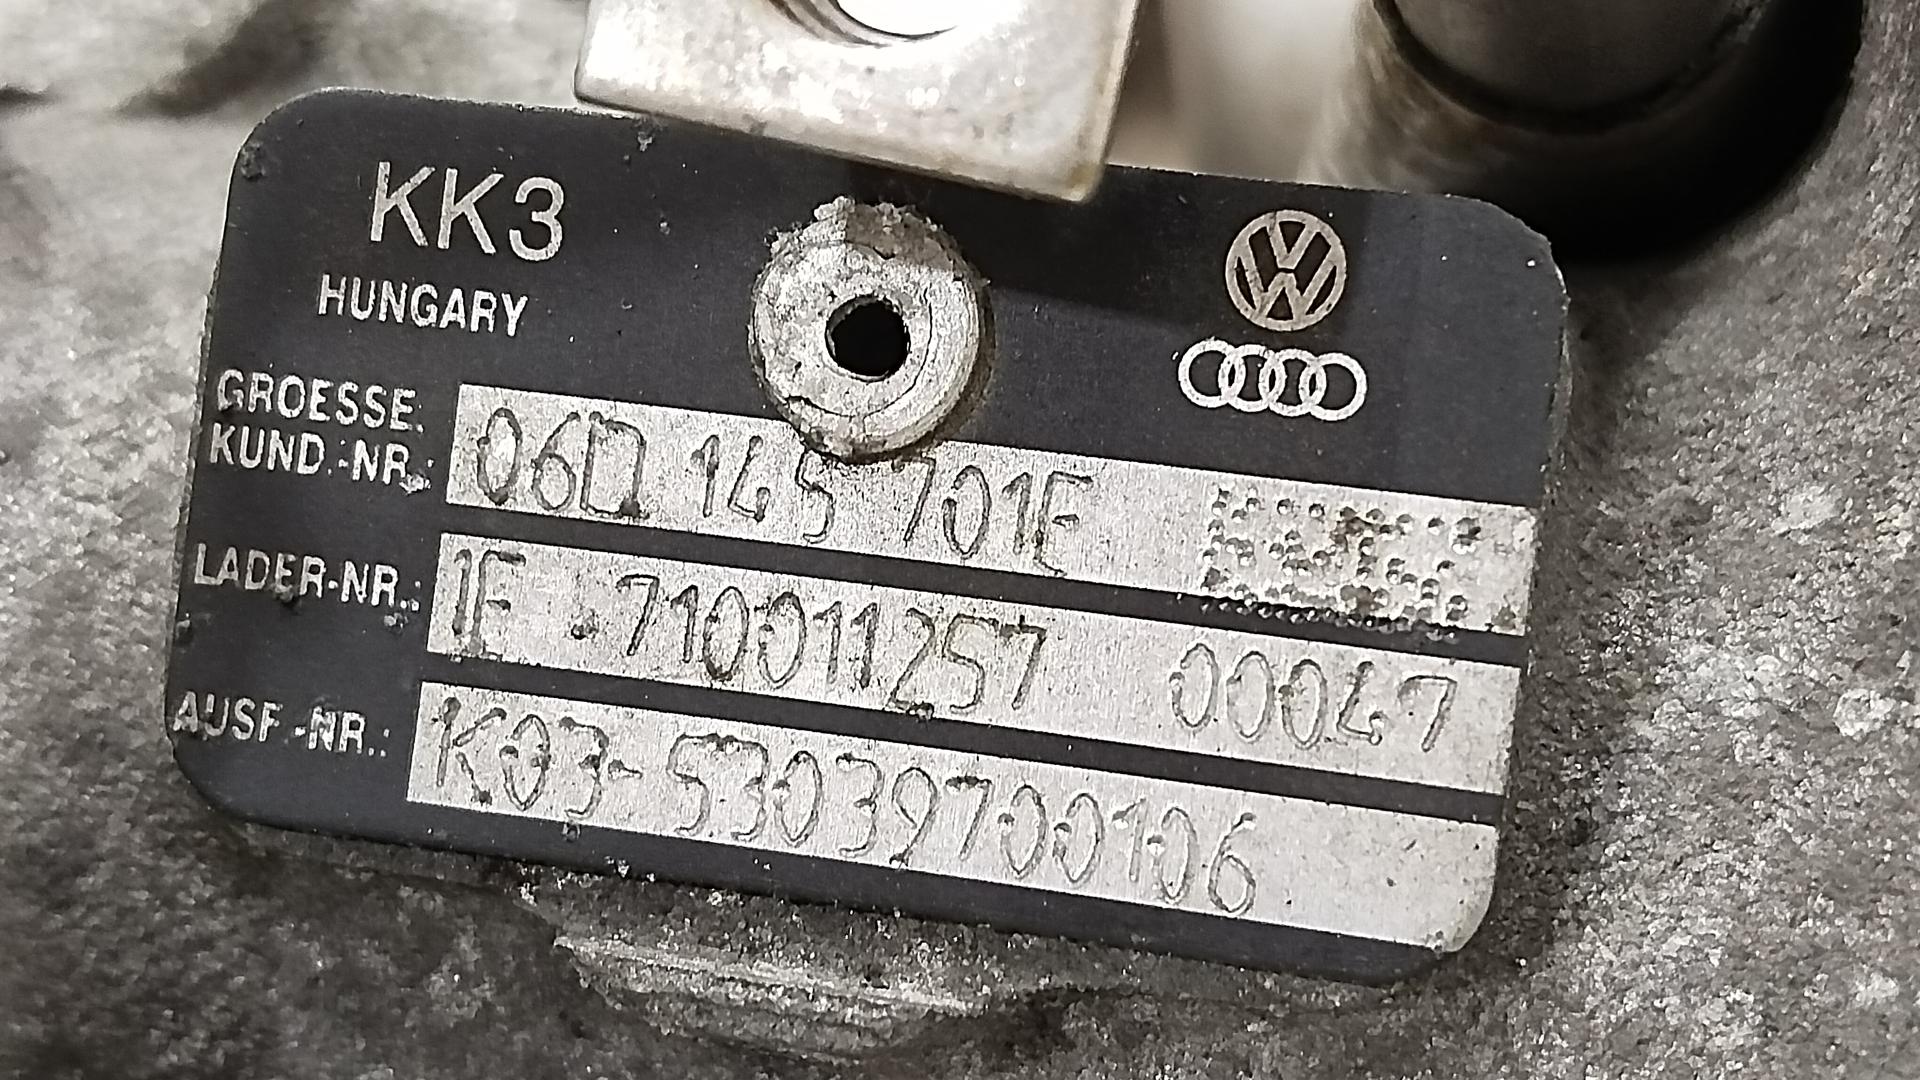 KK3
HUNGARY
GROESSE:
KUND.-NR.: 06D 145 701E
LADER-NR.: 1E .710011257 00047
AUSF.-NR.: K03-53039700106